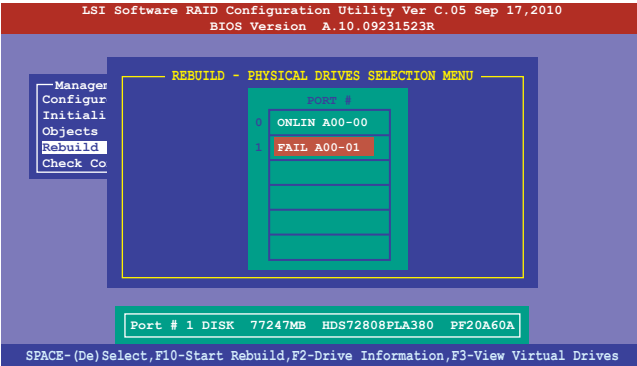 LSI Software RAID Configuration Utility Ver C.05 Sep 17,2010
BIOS Version A.10.09231523R
REBUILD - PHYSICAL DRIVES SELECTION MENU
Managem
Configur
Initiali
Objects
Rebuild
Check Co
PORT #
0 ONLIN A00-00
1 FAIL A00-01
Port # 1 DISK 77247MB HDS72808PLA380 PF20A60A
SPACE-(De)Select,F10-Start Rebuild,F2-Drive Information,F3-View Virtual Drives